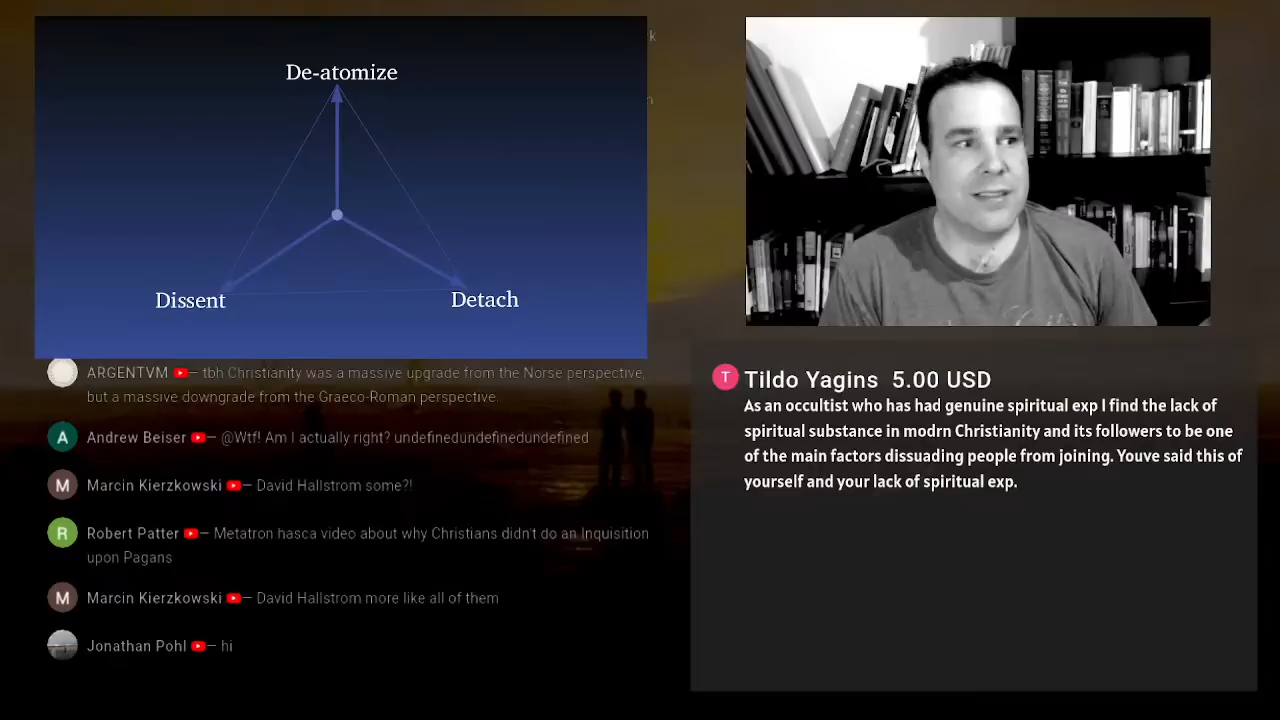 De-atomize
Dissent
Detach
k
n
ARGENTVM — tbh Christianity was a massive upgrade from the Norse perspective,
but a massive downgrade from the Graeco-Roman perspective.
A
Andrew Beiser — @Wtf! Am I actually right? undefinedundefinedundefined
M
Marcin Kierzkowski — David Hallstrom some?!
R
Robert Patter — Metatron hasca video about why Christians didn't do an Inquisition
upon Pagans
M
Marcin Kierzkowski — David Hallstrom more like all of them
Jonathan Pohl — hi
T
Tildo Yagins 5.00 USD
As an occultist who has had genuine spiritual exp I find the lack of
spiritual substance in modrn Christianity and its followers to be one
of the main factors dissuading people from joining. Youve said this of
yourself and your lack of spiritual exp.